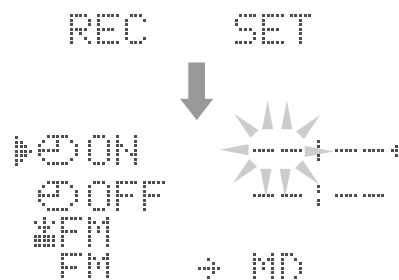 REC SET
ON --:--
OFF --:--
FM
FM → MD